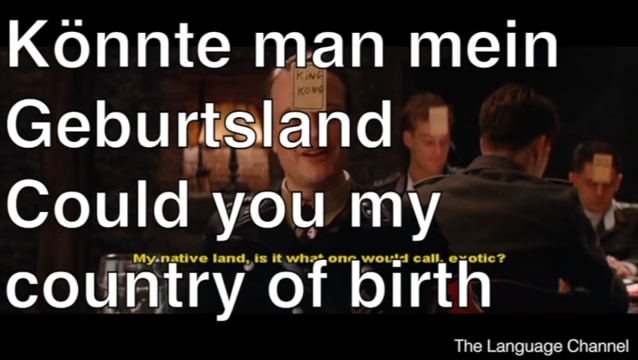 Könnte man mein
KING
KONG
Geburtsland
Could you my
My native land, is it what one would call, exotic?
country of birth
The Language Channel